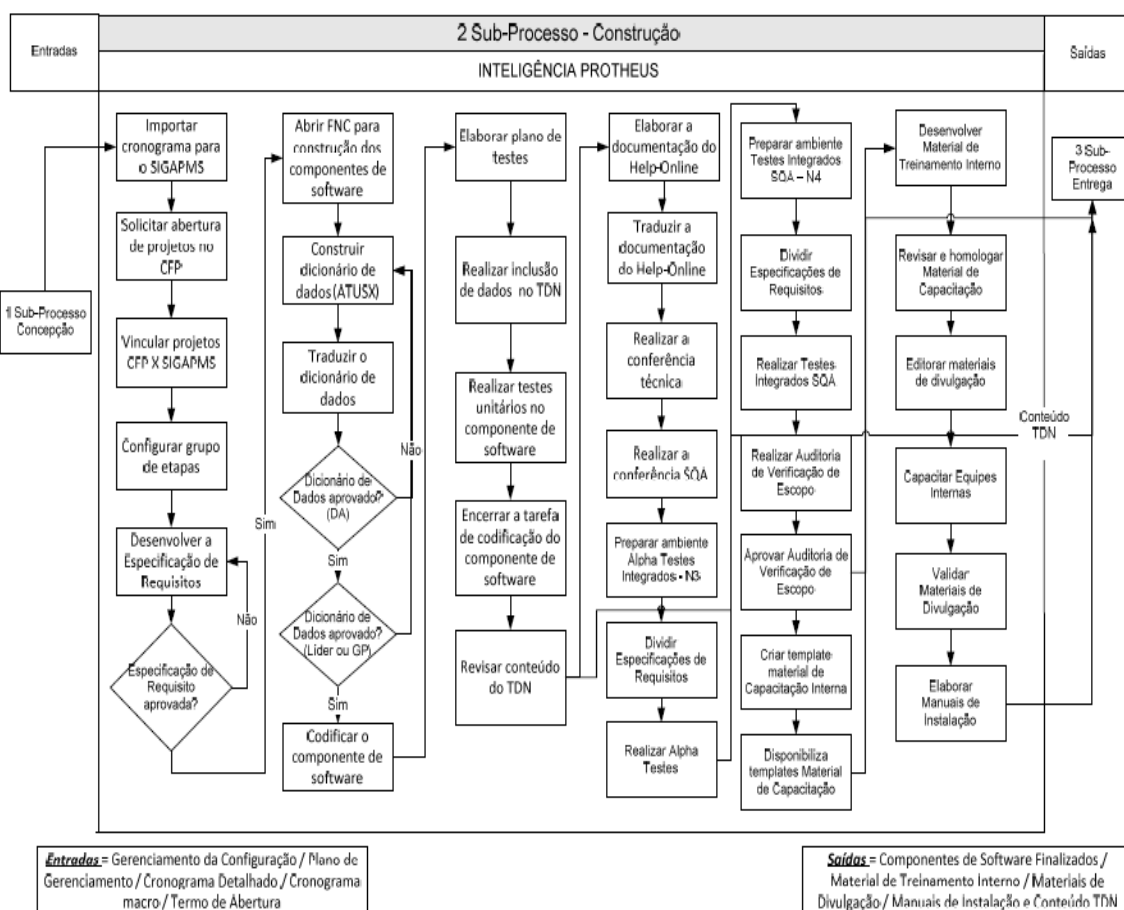 Entradas
2 Sub-Processo - Construção
INTELIGÊNCIA PROTHEUS
Saídas
1 Sub-Processo
Concepção
Importar
cronograma para
o SIGAPMS
Solicitar abertura
de projetos no
CFP
Vincular projetos
CFP X SIGAPMS
Configurar grupo
de etapas
Desenvolver a
Especificação de
Requisitos
Não
Especificação de
Requisito
aprovada?
Sim
Abrir FNC para
construção dos
componentes de
software
Construir
dicionário de
dados (ATUSX)
Traduzir o
dicionário de
dados
Não
Dicionário de
Dados aprovado?
(DA)
Sim
Dicionário de
Dados aprovado?
(Líder ou GP)
Sim
Codificar o
componente de
software
Elaborar plano de
testes
Realizar inclusão
de dados no TDN
Realizar testes
unitários no
componente de
software
Encerrar a tarefa
de codificação do
componente de
software
Revisar conteúdo
do TDN
Elaborar a
documentação do
Help-Online
Traduzir a
documentação
do Help-Online
Realizar a
conferência
técnica
Realizar a
conferência SQA
Preparar ambiente
Alpha Testes
Integrados - N3
Dividir
Especificações de
Requisitos
Realizar Alpha
Testes
Preparar ambiente
Testes Integrados
SQA – N4
Dividir
Especificações de
Requisitos
Realizar Testes
Integrados SQA
Realizar Auditoria
de Verificação de
Escopo
Aprovar Auditoria de
Verificação de
Escopo
Criar template
material de
Capacitação Interna
Disponibiliza
templates Material
de Capacitação
Desenvolver
Material de
Treinamento Interno
Revisar e homologar
Material de
Capacitação
Editorar materiais
de divulgação
Capacitar Equipes
Internas
Validar
Materiais de
Divulgação
Elaborar
Manuais de
Instalação
Conteúdo
TDN
3 Sub-
Processo
Entrega
Entradas = Gerenciamento da Configuração / Plano de
Gerenciamento / Cronograma Detalhado / Cronograma
macro / Termo de Abertura
Saídas = Componentes de Software Finalizados /
Material de Treinamento Interno / Materiais de
Divulgação / Manuais de Instalação e Conteúdo TDN